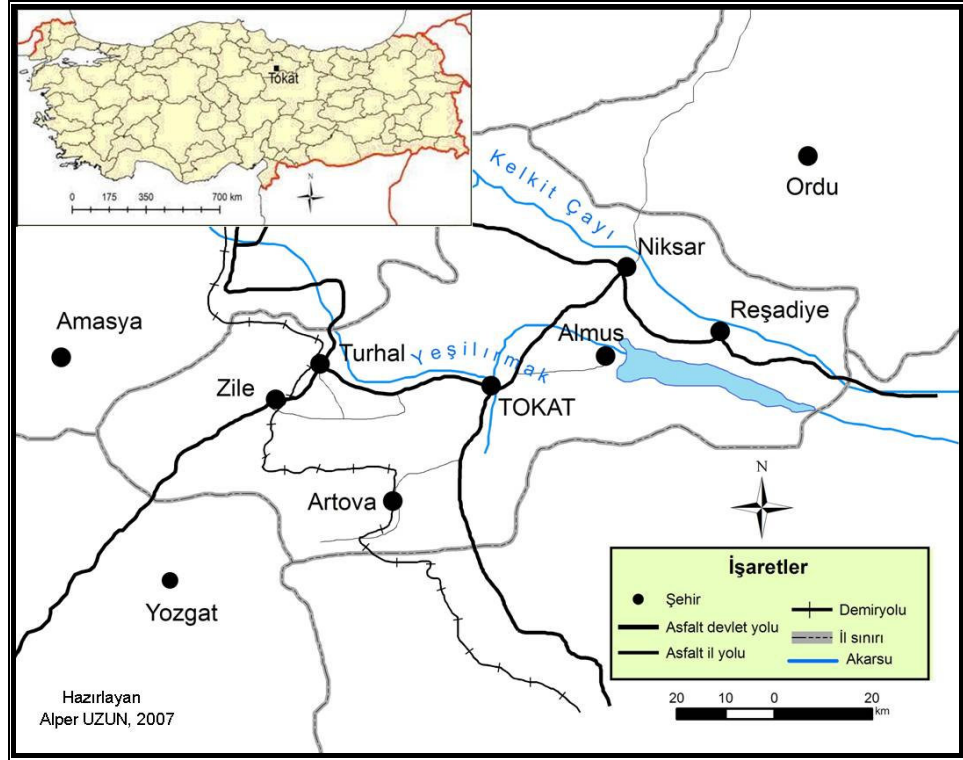 Tokat
N
0 175 350 700 km
Kelkit Çayı
Ordu
Niksar
Amasya
Reşadiye
Almus
Turhal
Yeşilırmak
Zile
TOKAT
Artova
N
Yozgat
İşaretler
Şehir
Demiryolu
Asfalt devlet yolu
İl sınırı
Asfalt il yolu
Akarsu
Hazırlayan
Alper UZUN, 2007
20 10 0 20
km